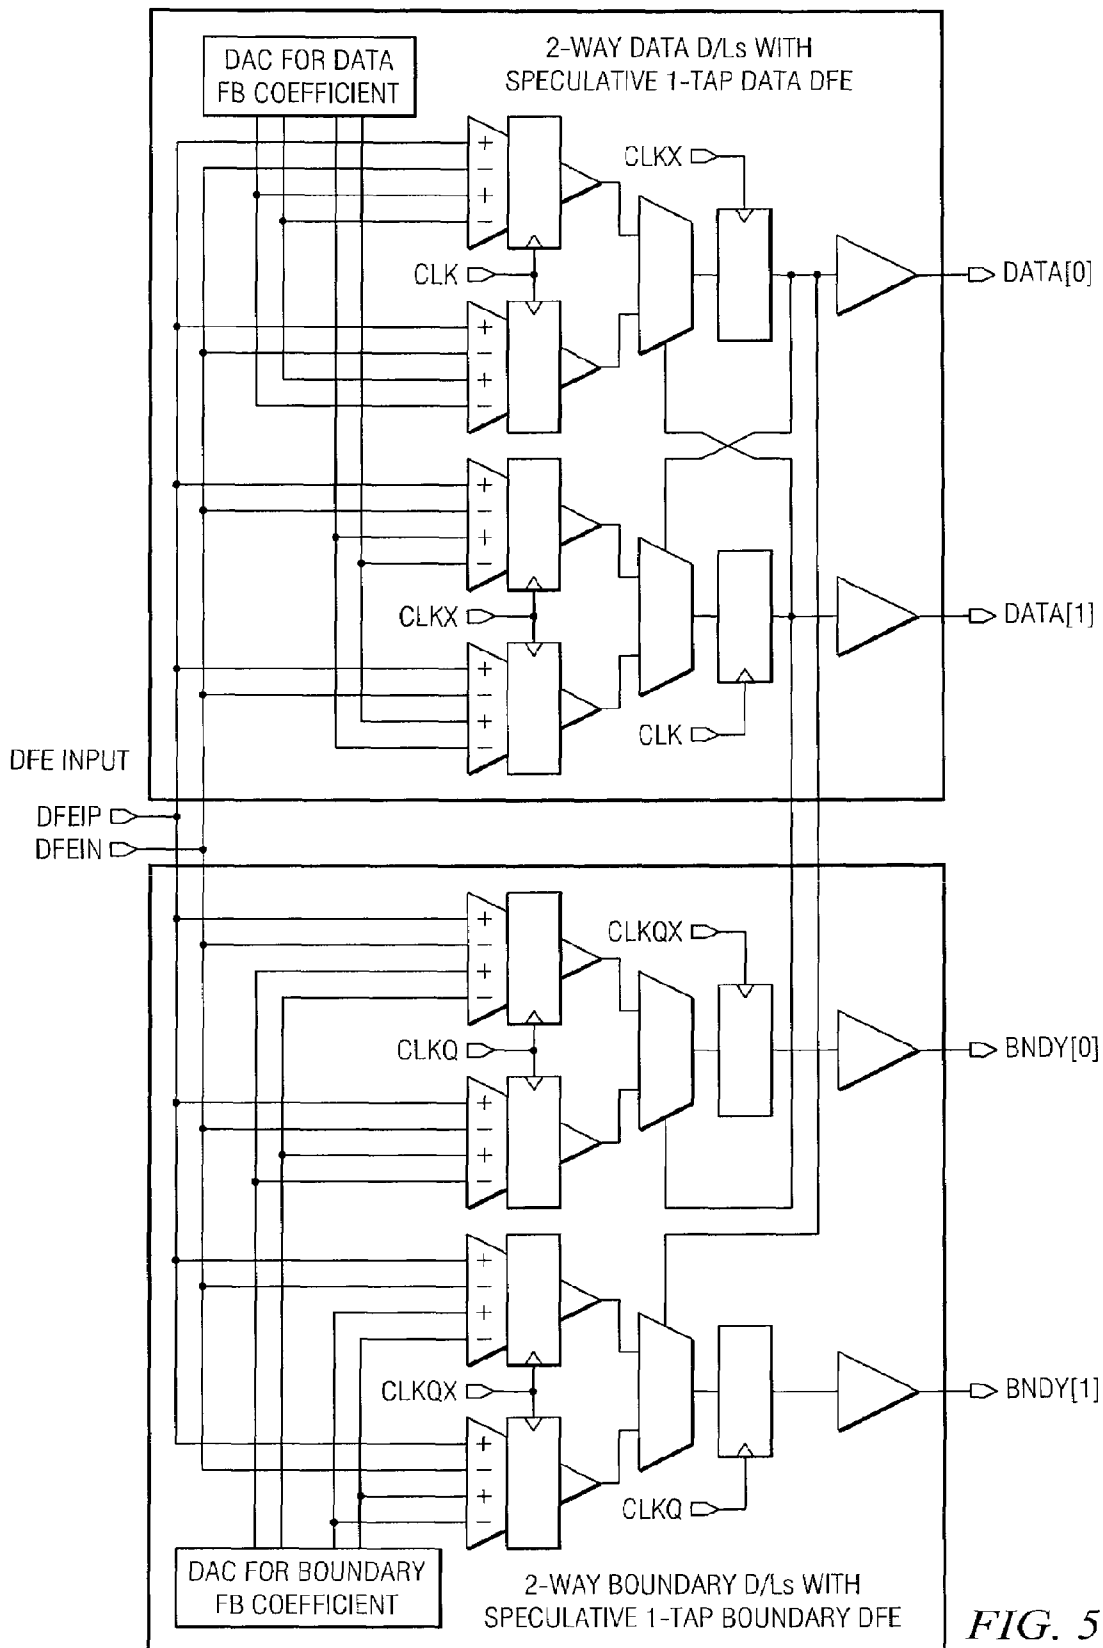 DAC FOR DATA
FB COEFFICIENT
2-WAY DATA D/Ls WITH
SPECULATIVE 1-TAP DATA DFE
+
−
+
−
CLKX
CLK
DATA[0]
+
−
+
−
+
−
+
−
CLKX
DATA[1]
+
−
+
−
CLK
DFE INPUT
DFEIP
DFEIN
+
−
+
−
CLKQX
CLKQ
BNDY[0]
+
−
+
−
+
−
+
−
CLKQX
BNDY[1]
+
−
+
−
CLKQ
DAC FOR BOUNDARY
FB COEFFICIENT
2-WAY BOUNDARY D/Ls WITH
SPECULATIVE 1-TAP BOUNDARY DFE
FIG. 5